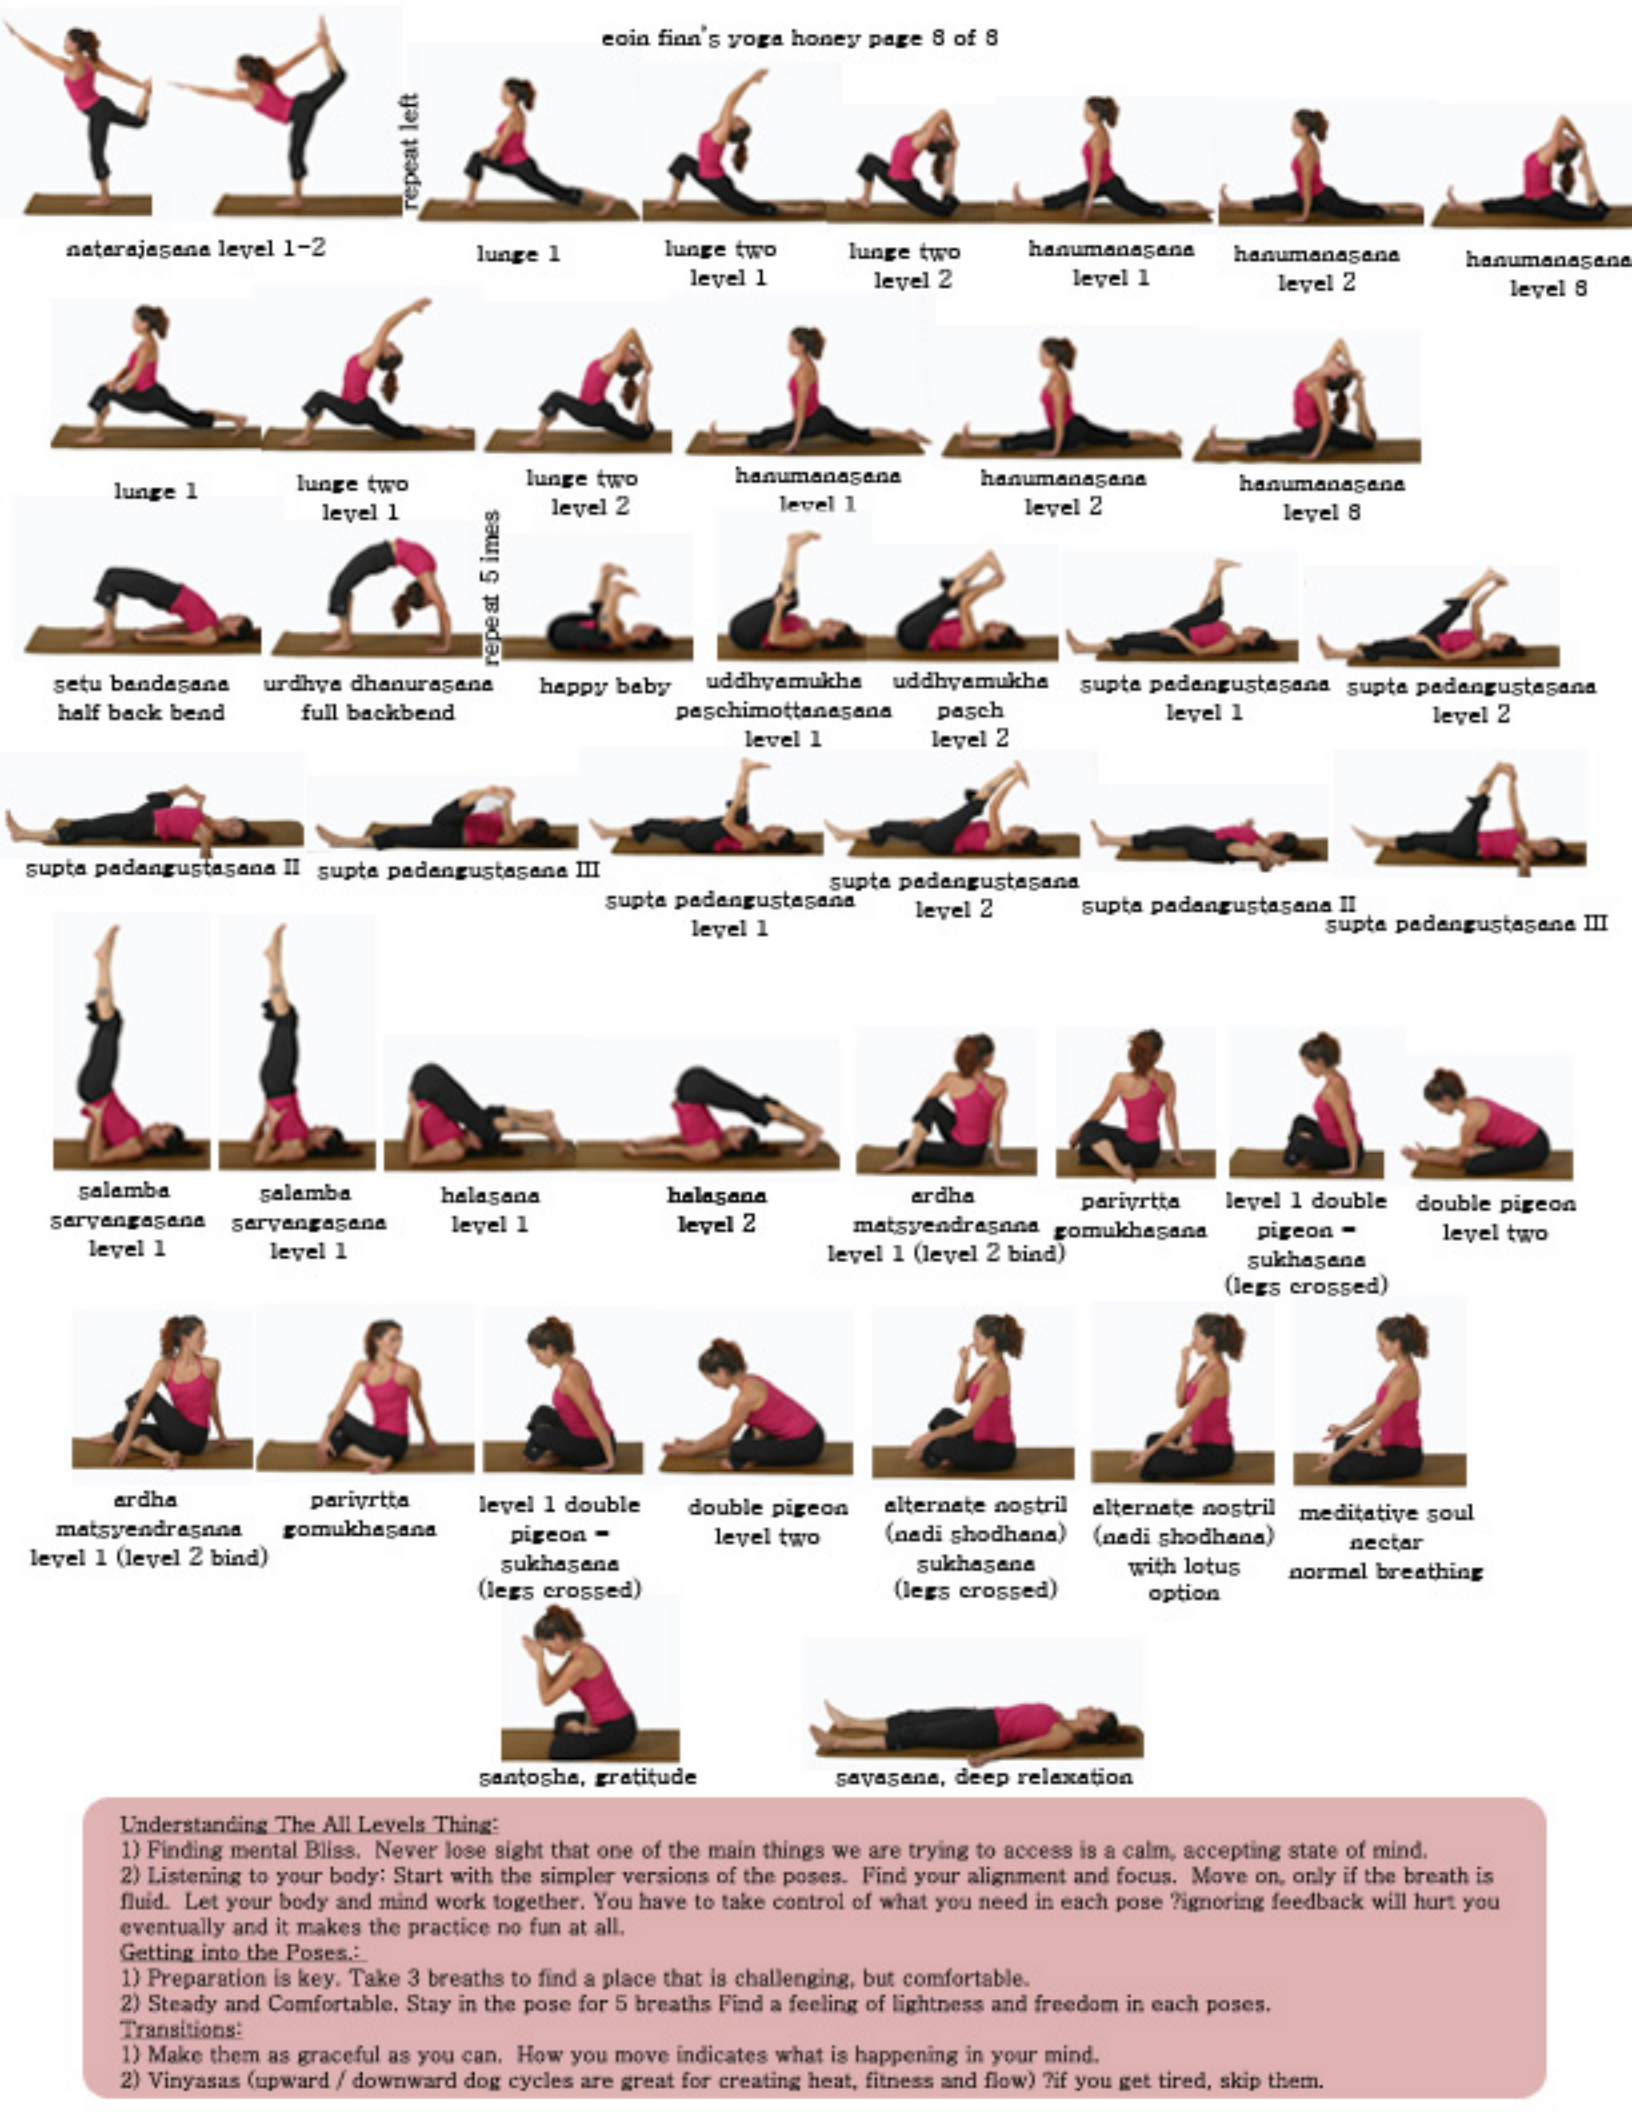 eoin finn's yoga honey page 8 of 8
repeat left
natarajasana level 1-2
lunge 1
lunge two
level 1
lunge two
level 2
hanumanasana
level 1
hanumanasana
level 2
hanumanasana
level 8
lunge 1
lunge two
level 1
lunge two
level 2
hanumanasana
level 1
hanumanasana
level 2
hanumanasana
level 8
repeat 5 imes
setu bandasana
half back bend
urdhya dhanurasana
full backbend
happy baby
uddhyamukha
paschimottanasana
level 1
uddhyamukha
pasch
level 2
supta padangustasana
level 1
supta padangustasana
level 2
supta padangustasana II
supta padangustasana III
supta padangustasana
level 1
supta padangustasana
level 2
supta padangustasana II
supta padangustasana III
salamba
sarvangasana
level 1
salamba
sarvangasana
level 1
halasana
level 1
halasana
level 2
ardha
matsyendrasnna
level 1 (level 2 bind)
parivrtta
gomukhasana
level 1 double
pigeon =
sukhasana
(legs crossed)
double pigeon
level two
ardha
matsyendrasnna
level 1 (level 2 bind)
parivrtta
gomukhasana
level 1 double
pigeon =
sukhasana
(legs crossed)
double pigeon
level two
alternate nostril
(nadi shodhana)
sukhasana
(legs crossed)
alternate nostril
(nadi shodhana)
with lotus
option
meditative soul
nectar
normal breathing
santosha, gratitude
savasana, deep relaxation
Understanding The All Levels Thing:
1) Finding mental Bliss. Never lose sight that one of the main things we are trying to access is a calm, accepting state of mind.
2) Listening to your body: Start with the simpler versions of the poses. Find your alignment and focus. Move on, only if the breath is
fluid. Let your body and mind work together. You have to take control of what you need in each pose ?ignoring feedback will hurt you
eventually and it makes the practice no fun at all.
Getting into the Poses.:
1) Preparation is key. Take 3 breaths to find a place that is challenging, but comfortable.
2) Steady and Comfortable. Stay in the pose for 5 breaths Find a feeling of lightness and freedom in each poses.
Transitions:
1) Make them as graceful as you can. How you move indicates what is happening in your mind.
2) Vinyasas (upward / downward dog cycles are great for creating heat, fitness and flow) ?if you get tired, skip them.